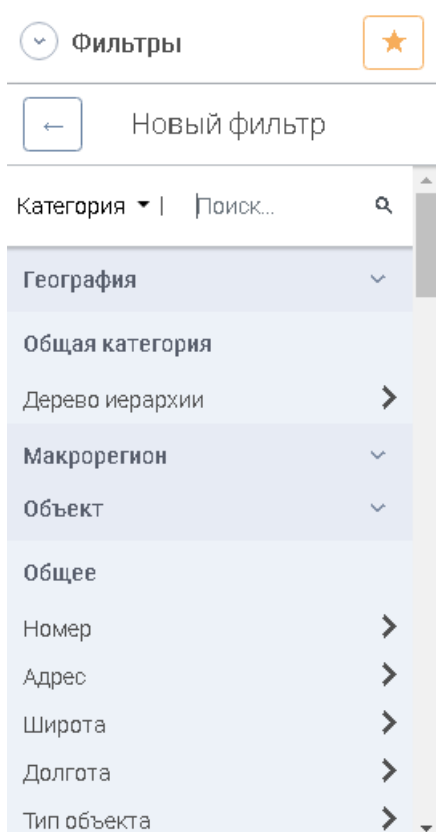 Фильтры
Новый фильтр
Категория | Поиск...
География
Общая категория
Дерево иерархии
Макрорегион
Объект
Общее
Номер
Адрес
Широта
Долгота
Тип объекта